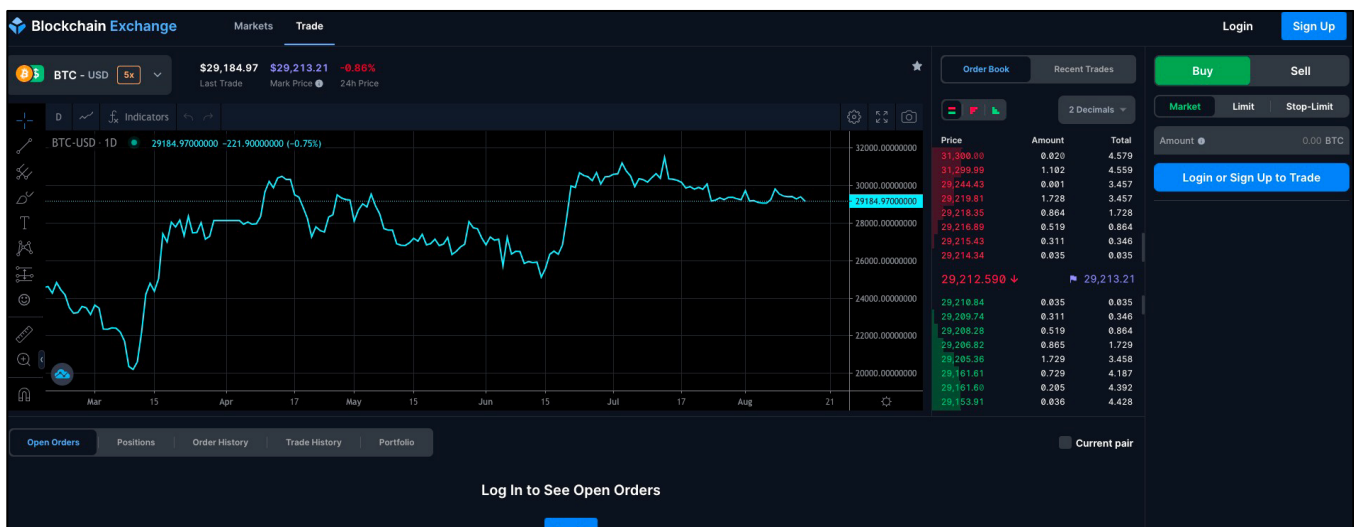 Blockchain Exchange Markets Trade Login Sign Up
BTC - USD 5x
$29,184.97 $29,213.21 -0.86%
Last Trade Mark Price 24h Price
Order Book Recent Trades
Buy Sell
D Indicators
2 Decimals
Market Limit Stop-Limit
BTC-USD · 1D 29184.97000000 -221.90000000 (-0.75%)
Amount 0.00 BTC
Login or Sign Up to Trade
32000.00000000
30000.00000000
29184.97000000
28000.00000000
26000.00000000
24000.00000000
22000.00000000
20000.00000000
Mar 15 Apr 17 May 15 Jun 15 Jul 17 Aug 21
Price Amount Total
31,300.00 0.020 4.579
31,299.99 1.102 4.559
29,244.43 0.001 3.457
29,219.81 1.728 3.457
29,218.35 0.864 1.728
29,216.89 0.519 0.864
29,215.43 0.311 0.346
29,214.34 0.035 0.035
29,212.590 ↓ 29,213.21
29,210.84 0.035 0.035
29,209.74 0.311 0.346
29,208.28 0.519 0.864
29,206.82 0.865 1.729
29,205.36 1.729 3.458
29,161.61 0.729 4.187
29,161.60 0.205 4.392
29,153.91 0.036 4.428
Open Orders Positions Order History Trade History Portfolio
Current pair
Log In to See Open Orders